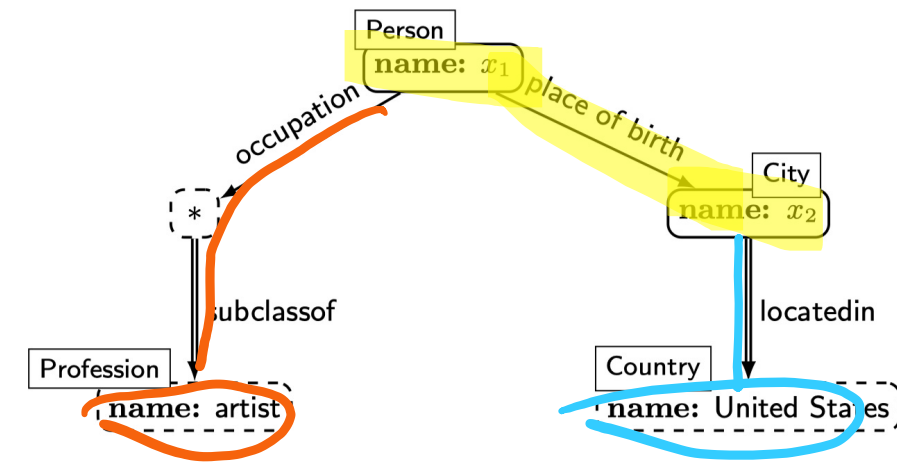 Person
name: x₁
occupation
place of birth
City
*
name: x₂
subclassof
locatedin
Profession
Country
name: artist
name: United States